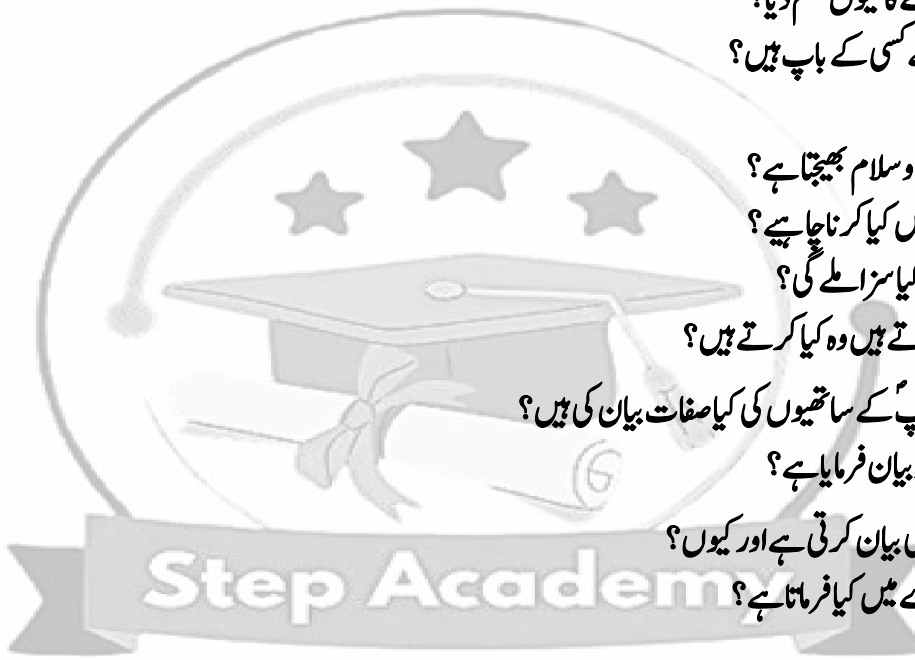 کیوں حکم دیا؟
کسی کے باپ ہیں؟
وسلام بھیجتا ہے؟
کیا کرنا چاہیے؟
کیا سزا ملے گی؟
تے ہیں وہ کیا کرتے ہیں؟
پؐ کے ساتھیوں کی کیا صفات بیان کی ہیں؟
بیان فرمایا ہے؟
بیان کرتی ہے اور کیوں؟
میں کیا فرماتا ہے؟
Step Academy